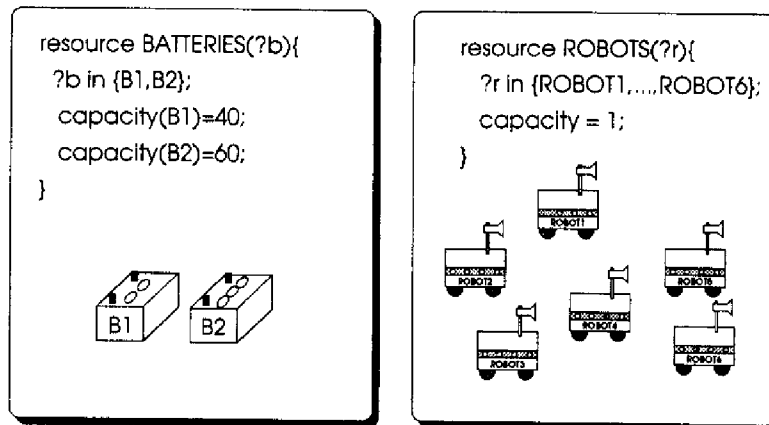 resource BATTERIES(?b){
?b in {B1,B2};
capacity(B1)=40;
capacity(B2)=60;
}
B1
B2
resource ROBOTS(?r){
?r in {ROBOT1,...,ROBOT6};
capacity = 1;
}
ROBOT1
ROBOT2
ROBOT5
ROBOT4
ROBOT3
ROBOT6